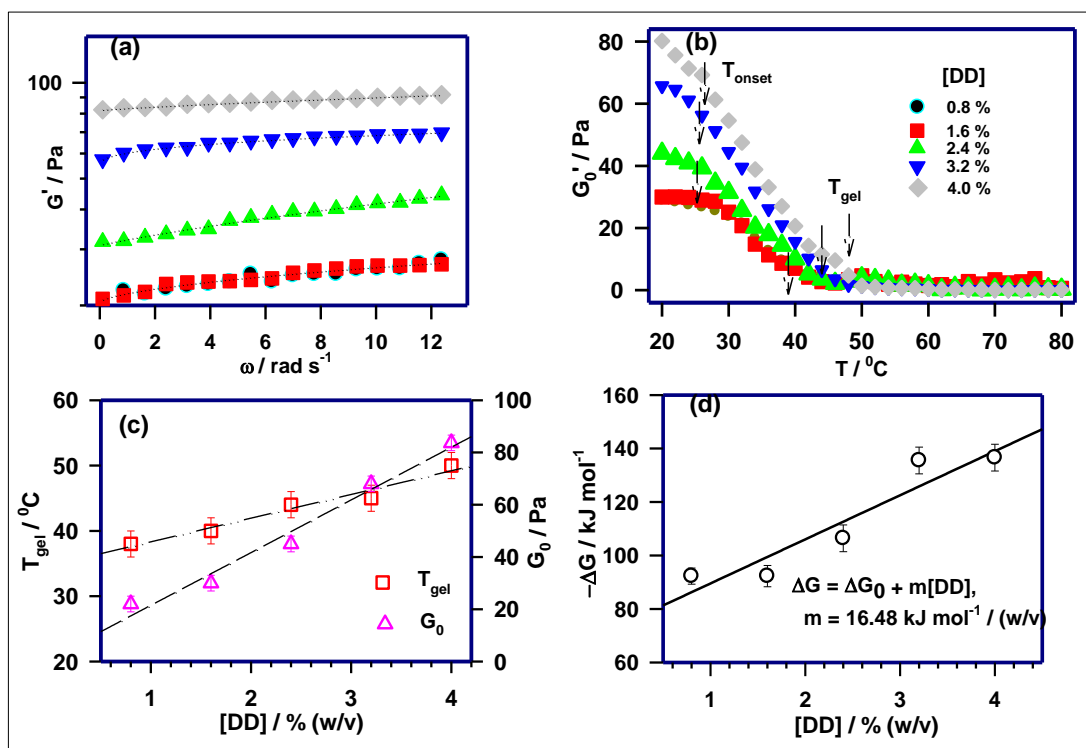 (a)
100
G' / Pa
0 2 4 6 8 10 12
ω / rad s⁻¹
(b)
80
60
40
20
0
G₀' / Pa
T_onset
T_gel
[DD]
0.8 %
1.6 %
2.4 %
3.2 %
4.0 %
20 30 40 50 60 70 80
T / ⁰C
(c)
60
50
40
30
20
T_gel / ⁰C
100
80
60
40
20
0
G₀ / Pa
T_gel
G₀
1 2 3 4
[DD] / % (w/v)
(d)
160
140
120
100
80
60
−ΔG / kJ mol⁻¹
ΔG = ΔG₀ + m[DD],
m = 16.48 kJ mol⁻¹ / (w/v)
1 2 3 4
[DD] / % (w/v)